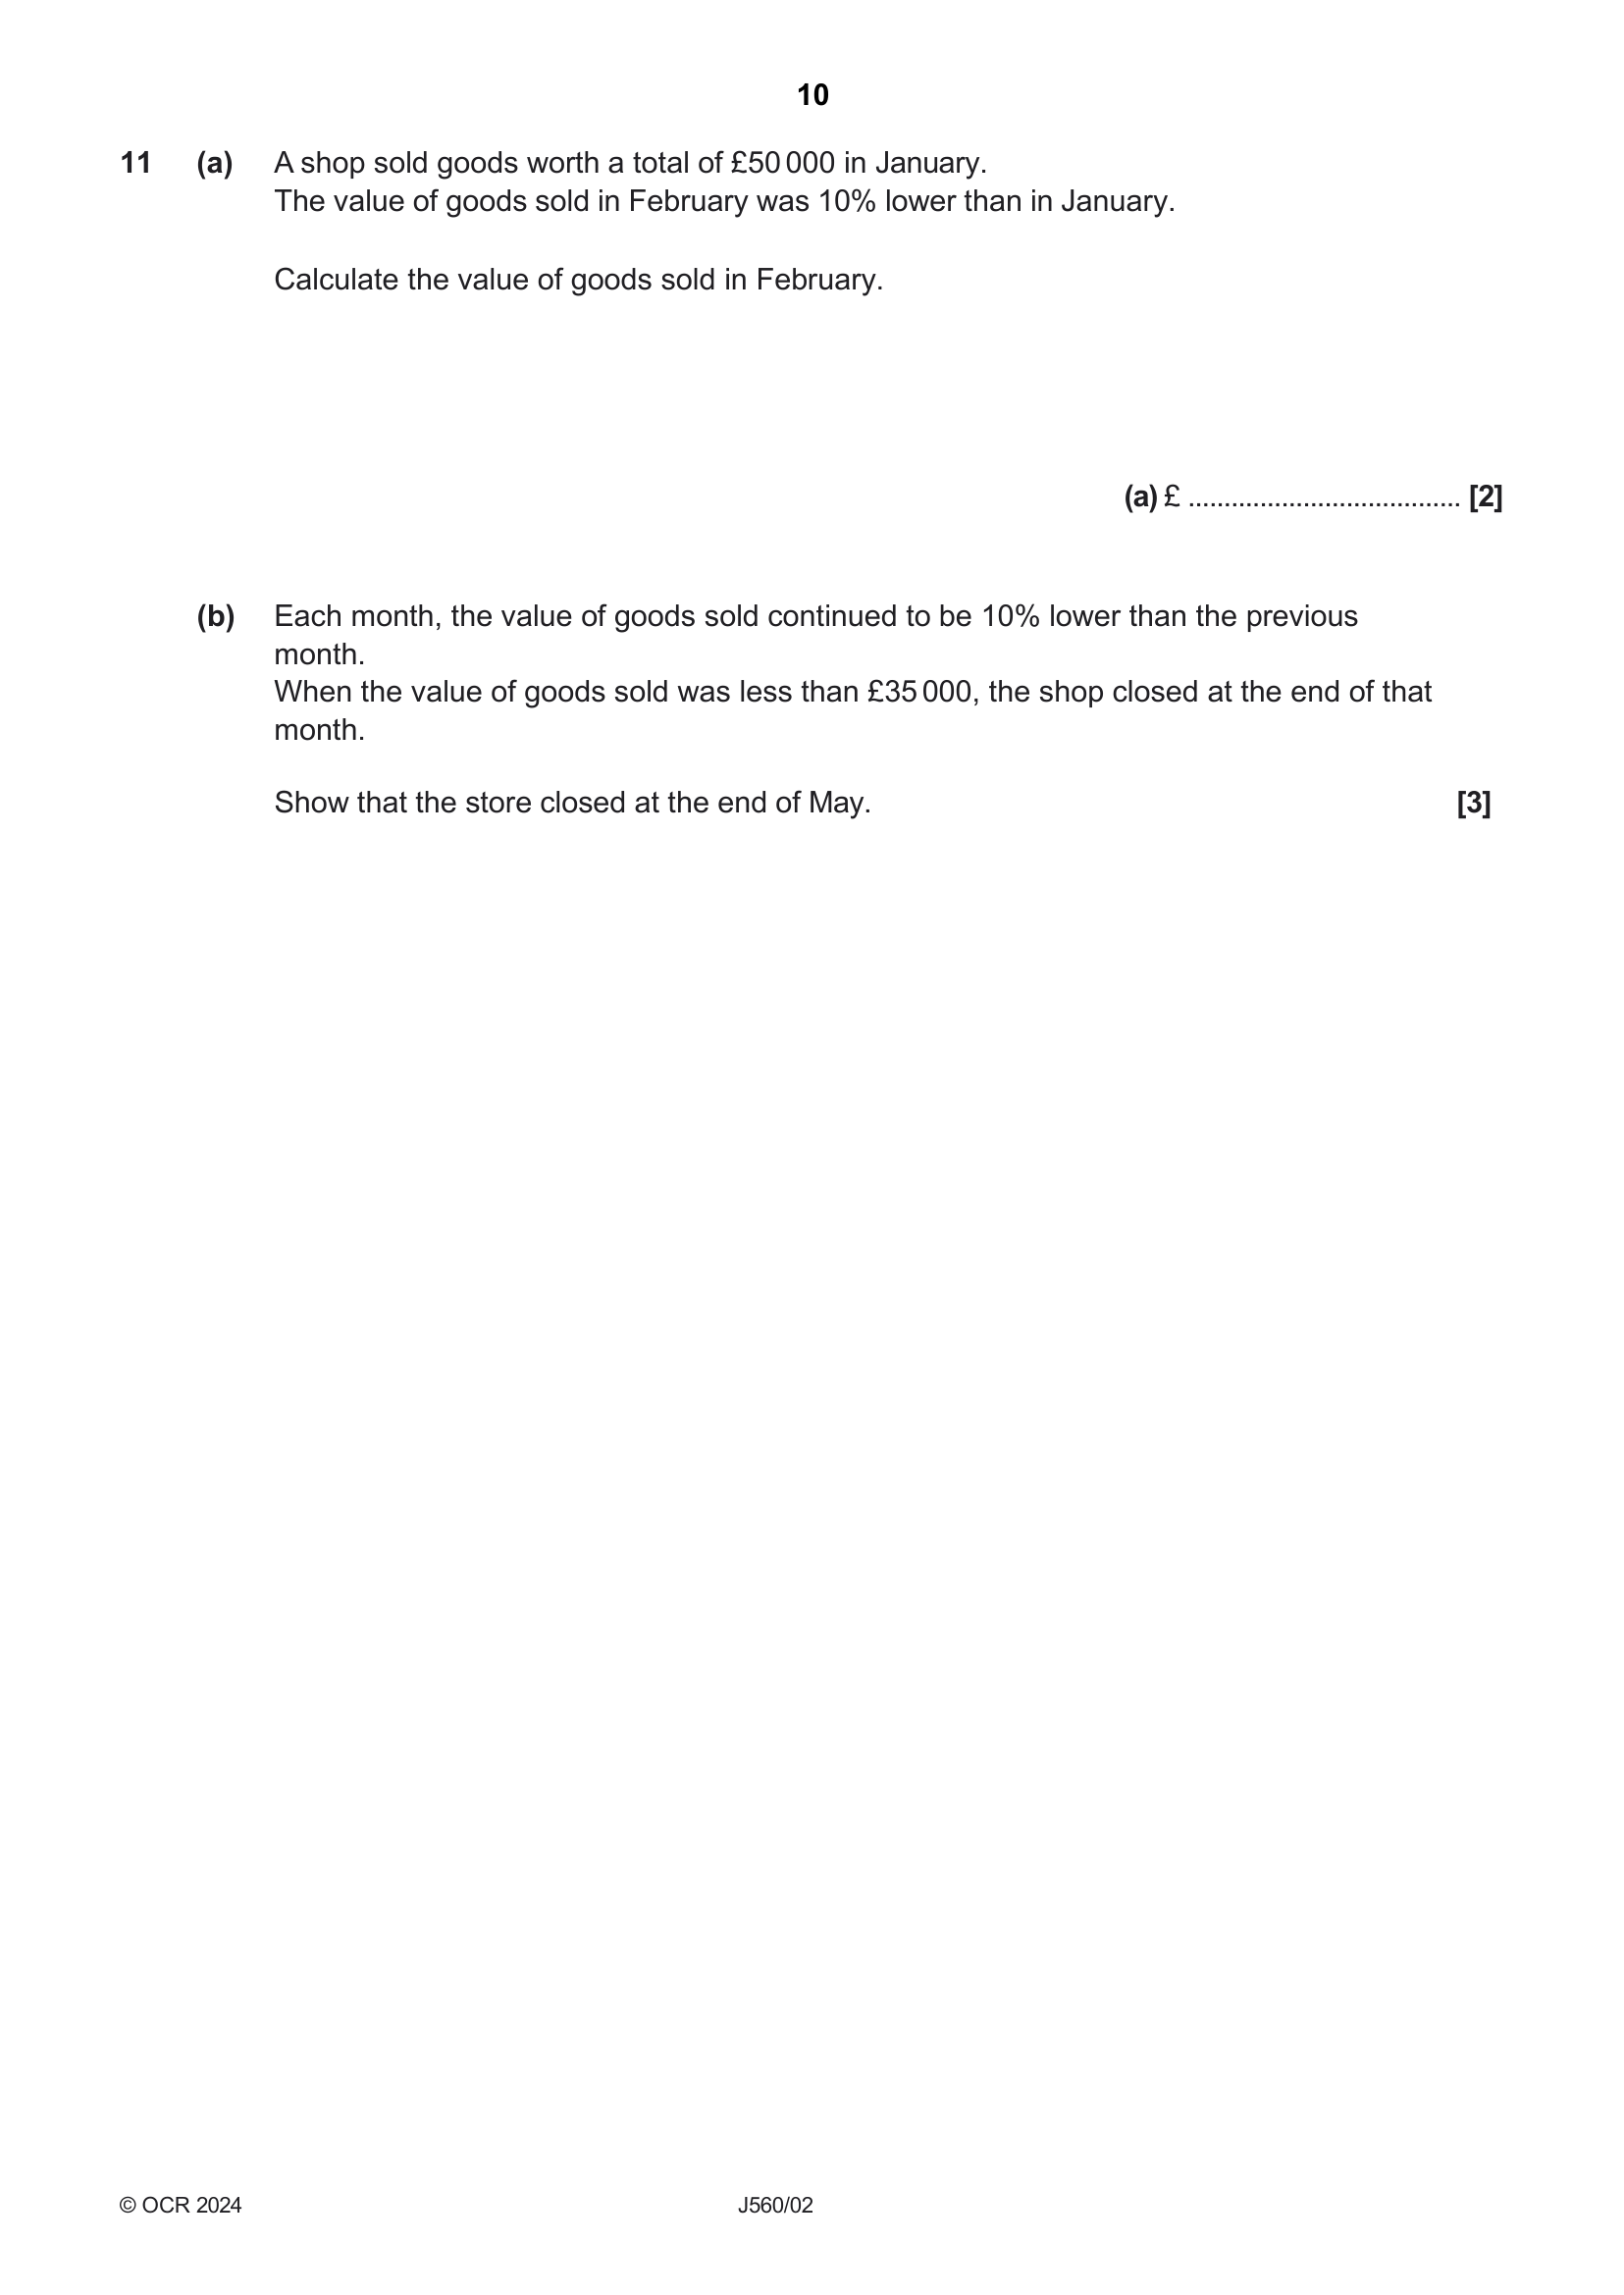 10
11 (a) A shop sold goods worth a total of £50 000 in January.
The value of goods sold in February was 10% lower than in January.
Calculate the value of goods sold in February.
(a) £ ...................................... [2]
(b) Each month, the value of goods sold continued to be 10% lower than the previous
month.
When the value of goods sold was less than £35 000, the shop closed at the end of that
month.
Show that the store closed at the end of May. [3]
© OCR 2024 J560/02